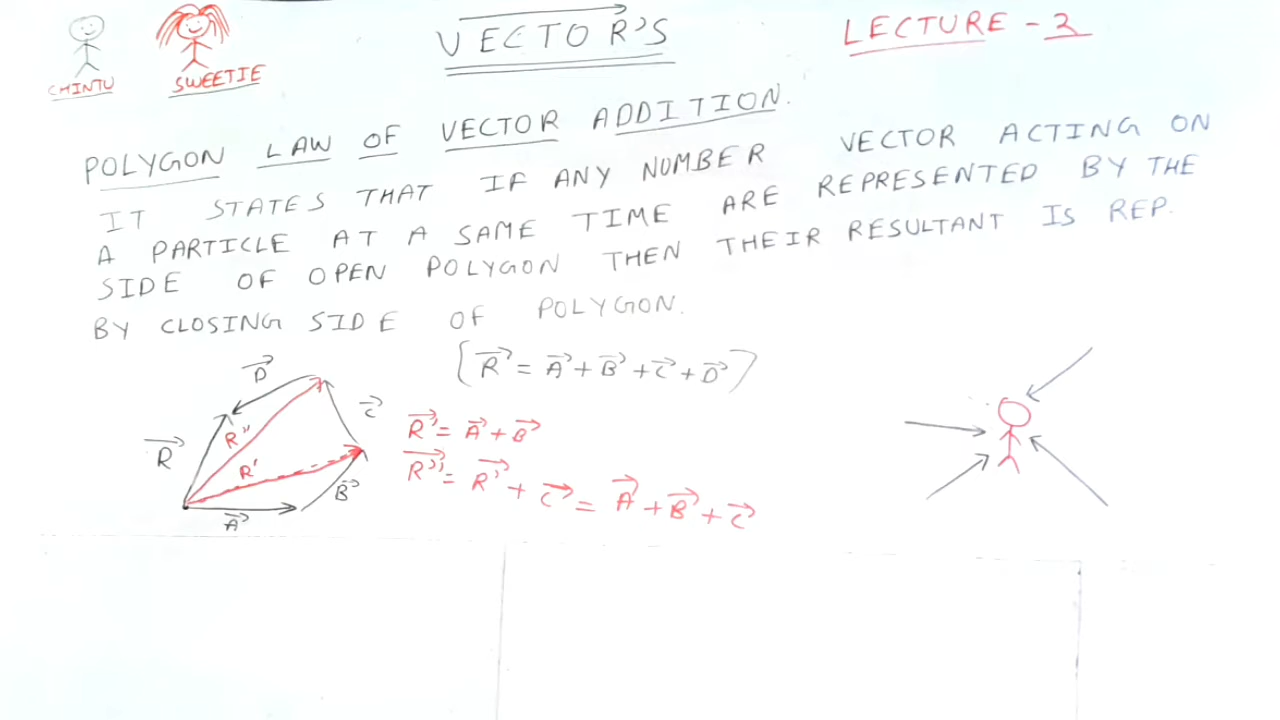 CHINTU
SWEETIE
VECTOR'S
LECTURE - 3
POLYGON LAW OF VECTOR ADDITION.
IT STATES THAT IF ANY NUMBER VECTOR ACTING ON
A PARTICLE AT A SAME TIME ARE REPRESENTED BY THE
SIDE OF OPEN POLYGON THEN THEIR RESULTANT IS REP.
BY CLOSING SIDE OF POLYGON.
(R⃗ = A⃗ + B⃗ + C⃗ + D⃗)
D⃗
C⃗
R⃗
R''
R'
B⃗
A⃗
R⃗' = A⃗ + B⃗
R⃗'' = R⃗' + C⃗ = A⃗ + B⃗ + C⃗